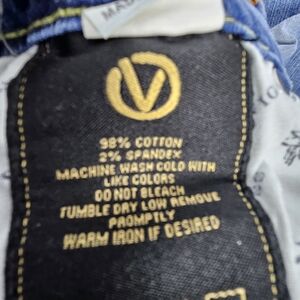 MAD
V
98% COTTON
2% SPANDEX
MACHINE WASH COLD WITH
LIKE COLORS
DO NOT BLEACH
TUMBLE DRY LOW REMOVE
PROMPTLY
WARM IRON IF DESIRED